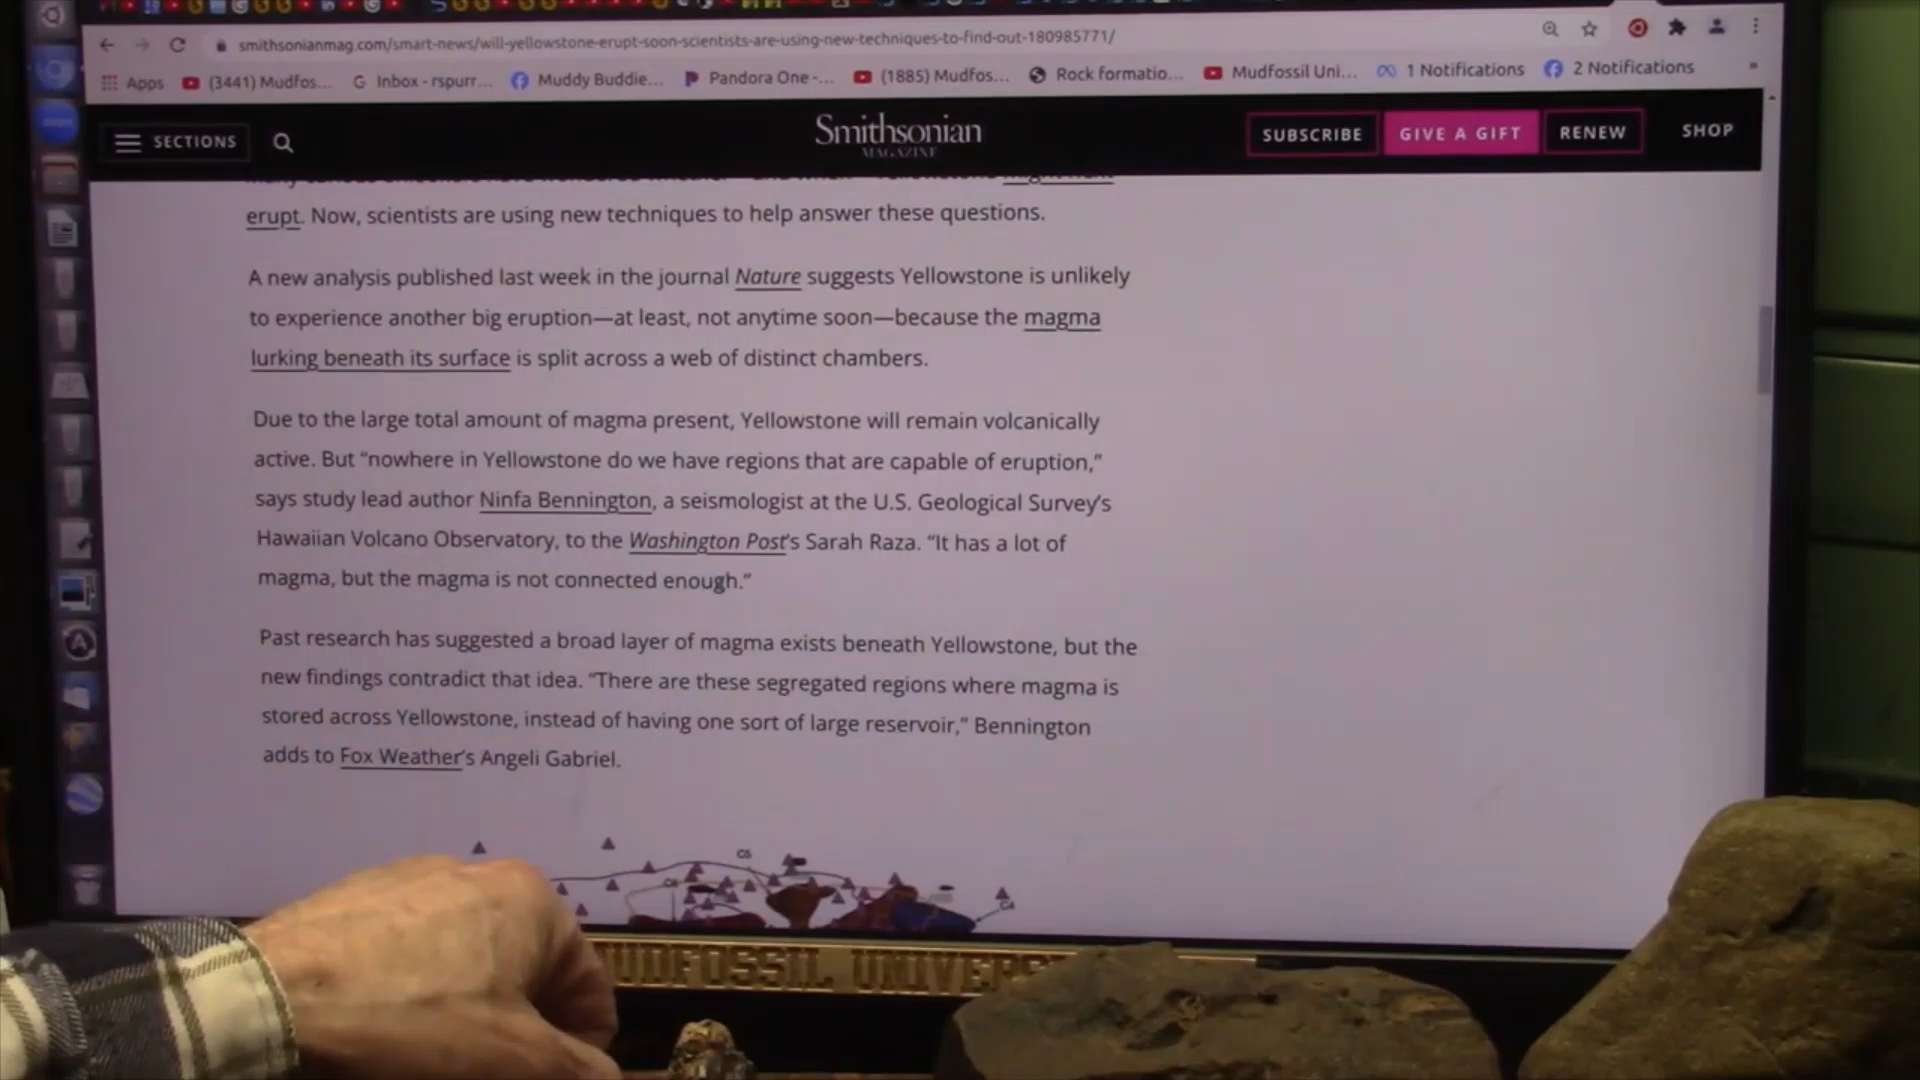 smithsonianmag.com/smart-news/will-yellowstone-erupt-soon-scientists-are-using-new-techniques-to-find-out-180985771/
Apps (3441) Mudfos... Inbox - rspurr... Muddy Buddie... Pandora One -... (1885) Mudfos... Rock formatio... Mudfossil Uni... 1 Notifications 2 Notifications »
SECTIONS Smithsonian SUBSCRIBE GIVE A GIFT RENEW SHOP
MAGAZINE
erupt. Now, scientists are using new techniques to help answer these questions.
A new analysis published last week in the journal Nature suggests Yellowstone is unlikely
to experience another big eruption—at least, not anytime soon—because the magma
lurking beneath its surface is split across a web of distinct chambers.
Due to the large total amount of magma present, Yellowstone will remain volcanically
active. But “nowhere in Yellowstone do we have regions that are capable of eruption,”
says study lead author Ninfa Bennington, a seismologist at the U.S. Geological Survey’s
Hawaiian Volcano Observatory, to the Washington Post’s Sarah Raza. “It has a lot of
magma, but the magma is not connected enough.”
Past research has suggested a broad layer of magma exists beneath Yellowstone, but the
new findings contradict that idea. “There are these segregated regions where magma is
stored across Yellowstone, instead of having one sort of large reservoir,” Bennington
adds to Fox Weather’s Angeli Gabriel.
UDFOSSIL UNIVERS